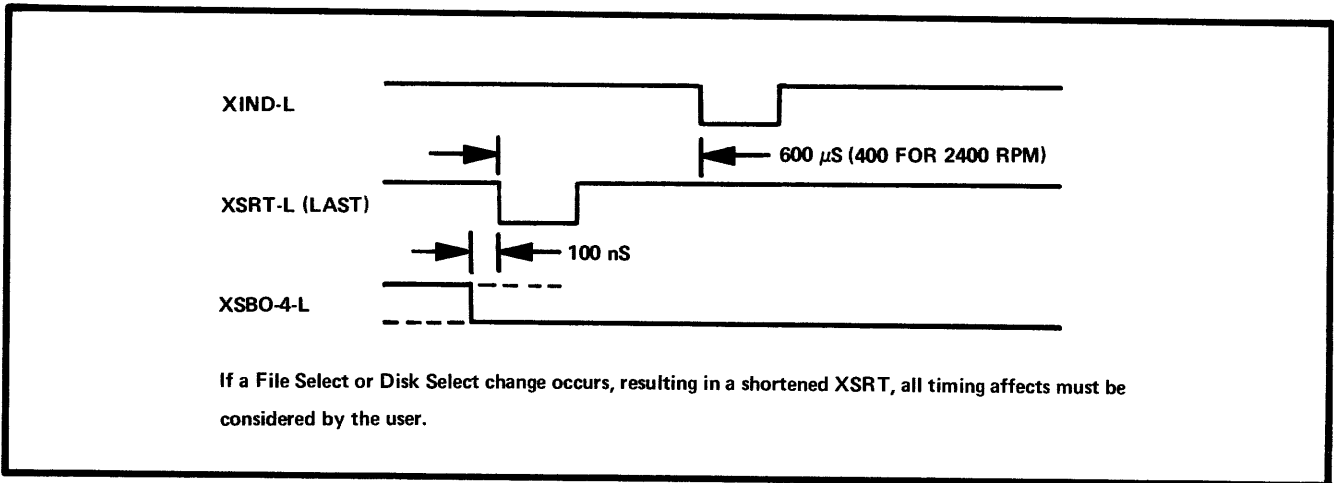 XIND-L
600 μS (400 FOR 2400 RPM)
XSRT-L (LAST)
100 nS
XSBO-4-L
If a File Select or Disk Select change occurs, resulting in a shortened XSRT, all timing affects must be
considered by the user.